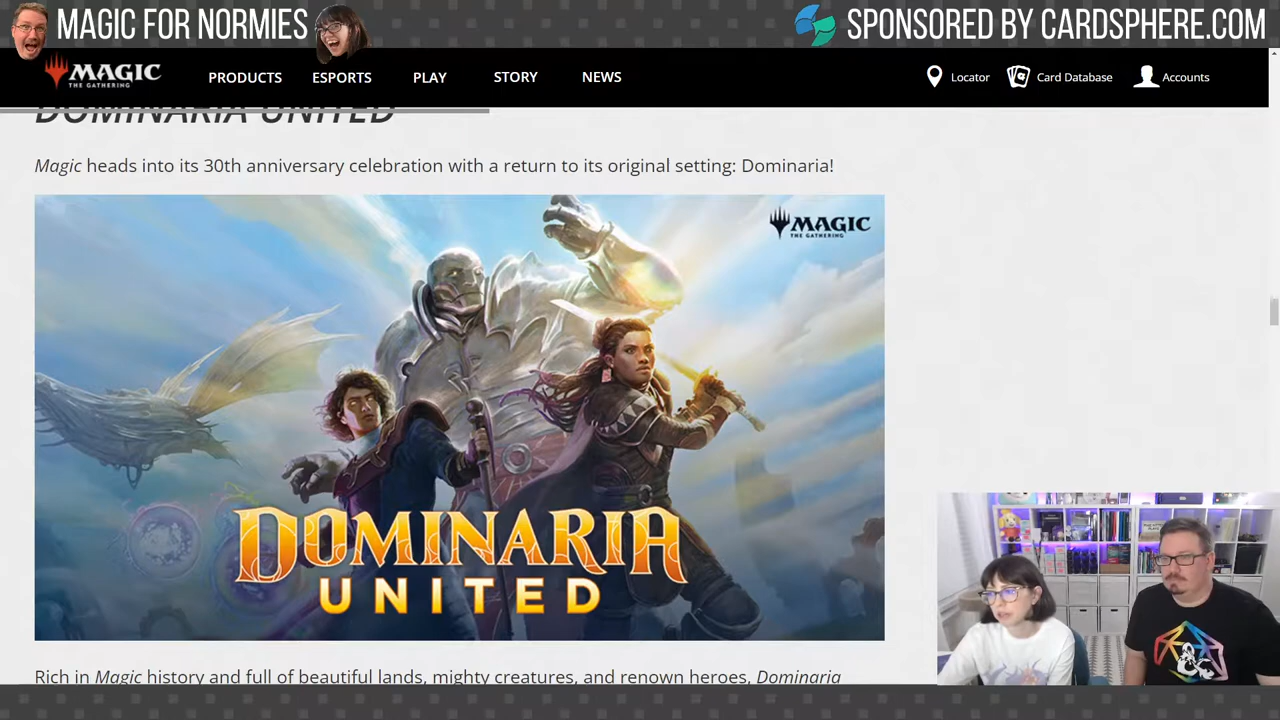 MAGIC FOR NORMIES
SPONSORED BY CARDSPHERE.COM
MAGIC
THE GATHERING
PRODUCTS
ESPORTS
PLAY
STORY
NEWS
Locator
Card Database
Accounts
DOMINARIA UNITED
Magic heads into its 30th anniversary celebration with a return to its original setting: Dominaria!
MAGIC
THE GATHERING
DOMINARIA
UNITED
Rich in Magic history and full of beautiful lands, mighty creatures, and renown heroes, Dominaria